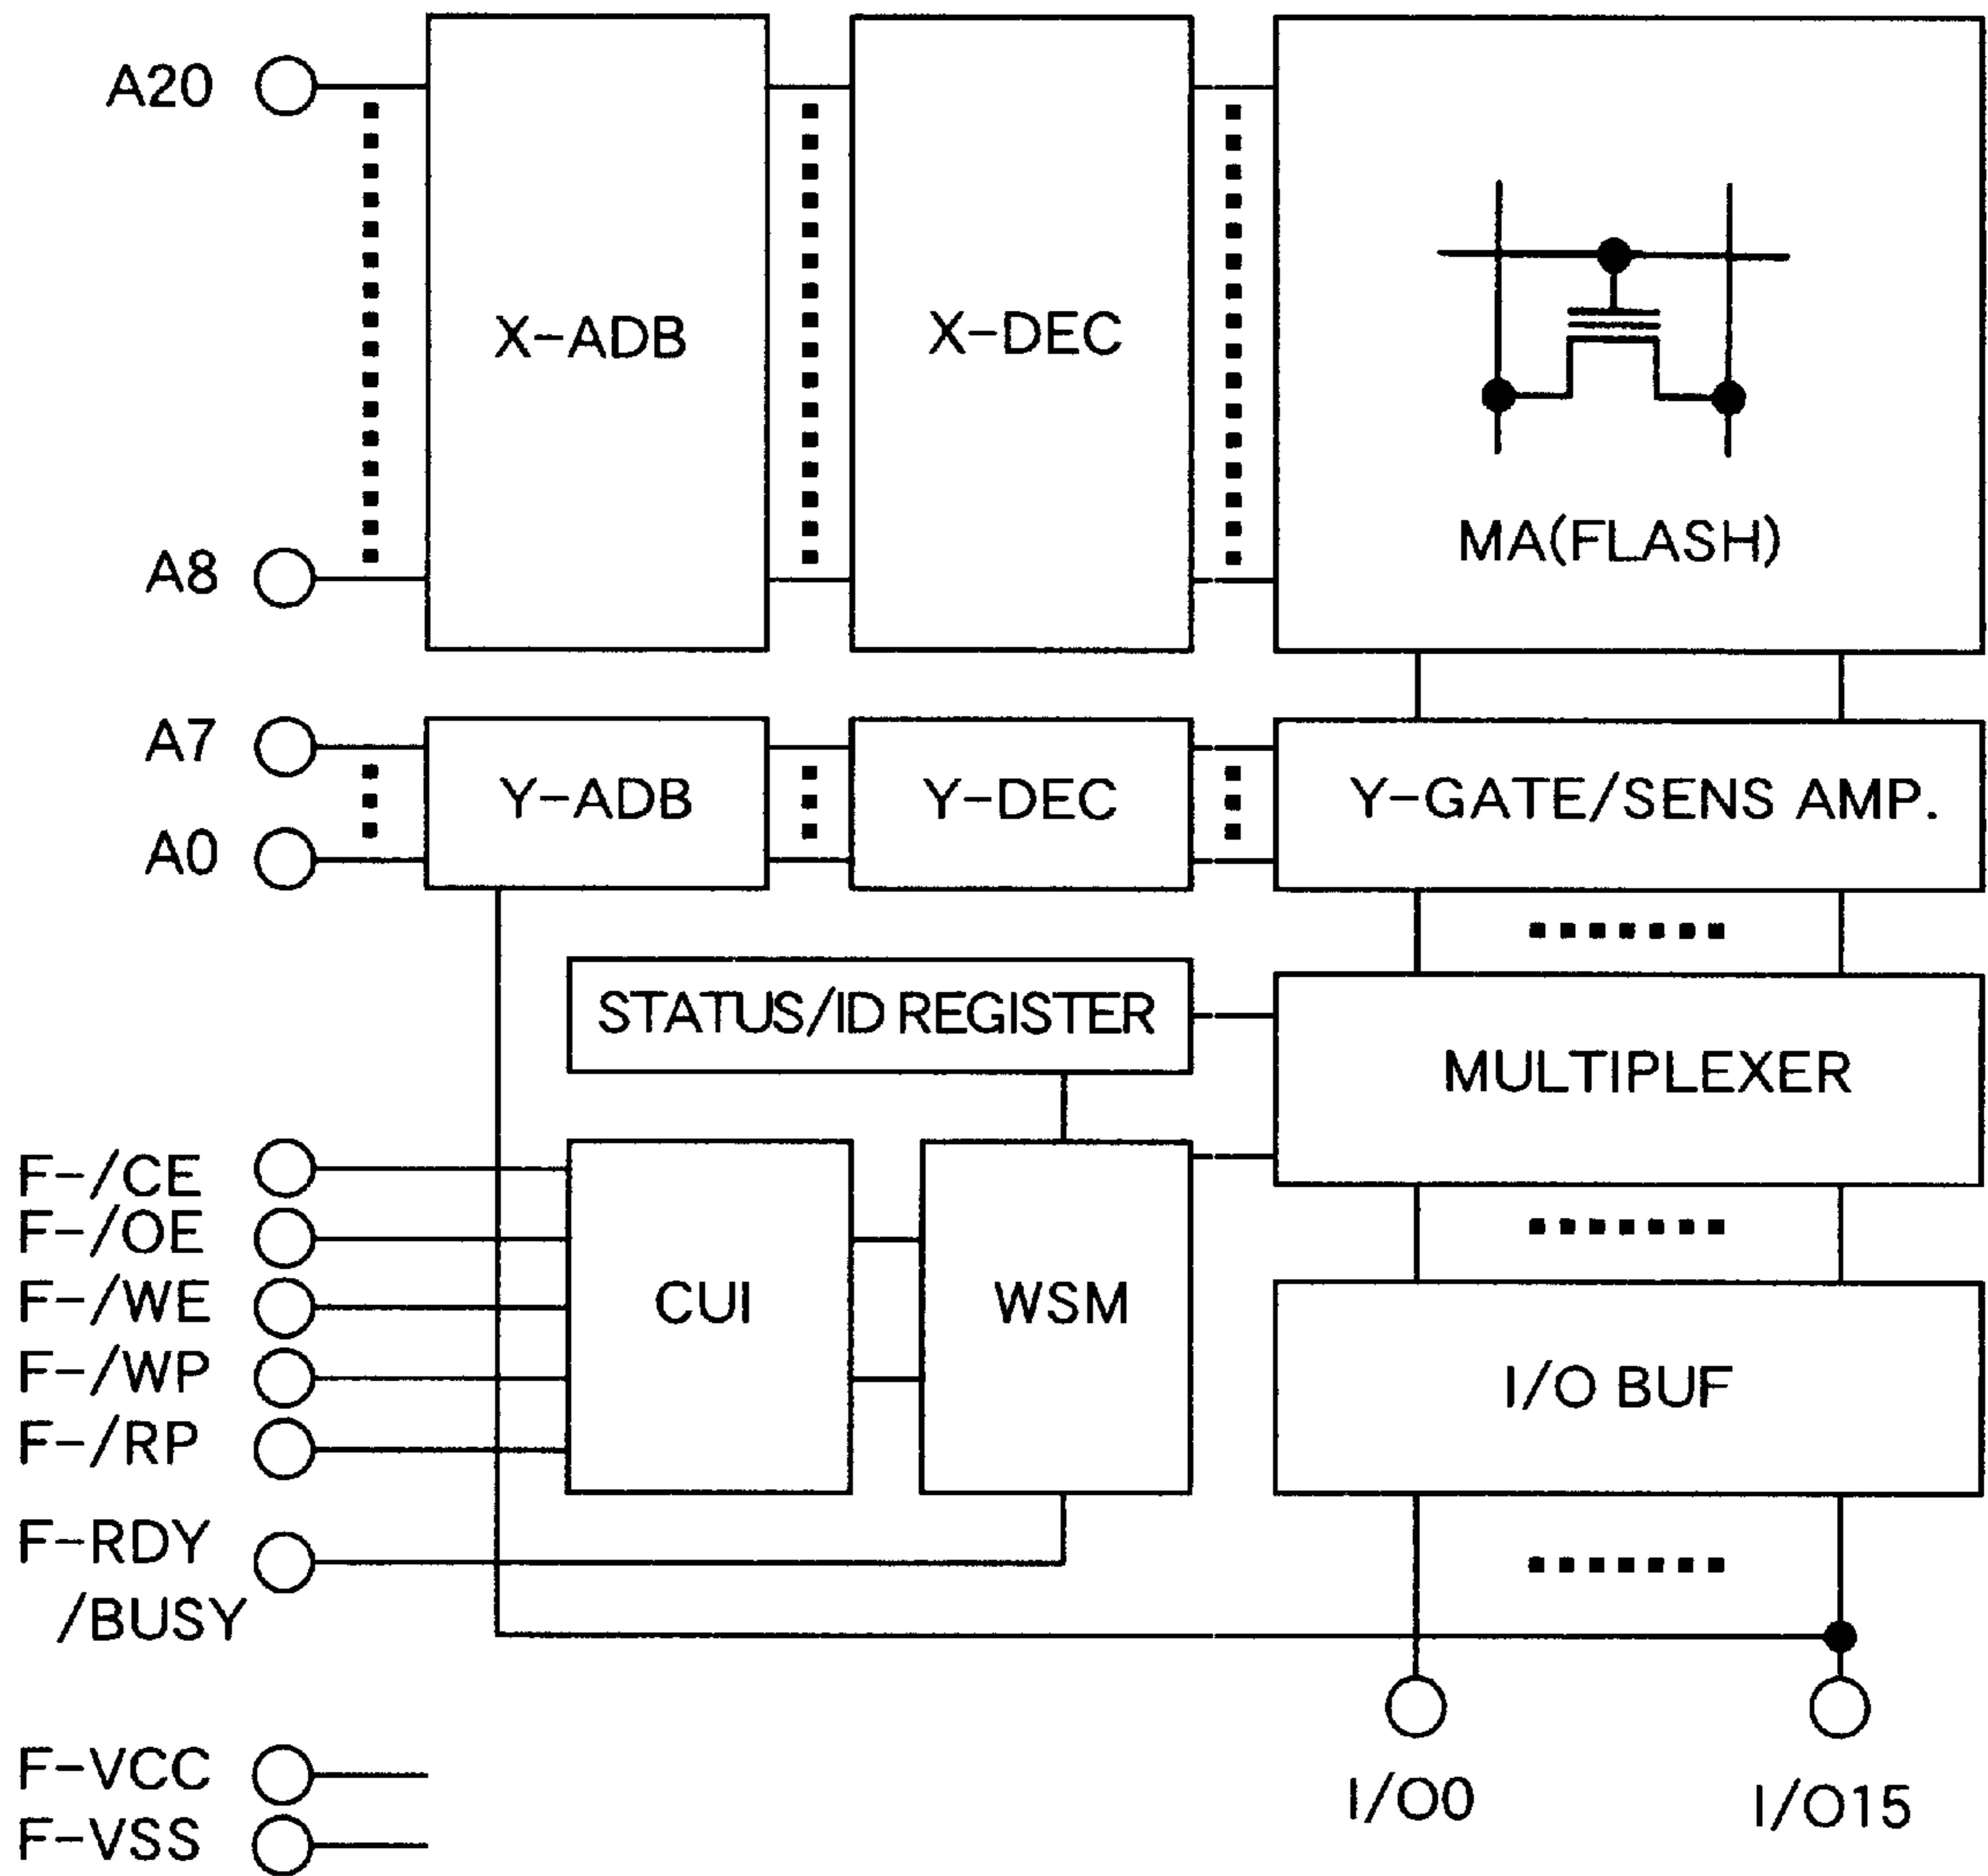 A20
X-ADB
X-DEC
MA(FLASH)
A8
A7
Y-ADB
Y-DEC
Y-GATE/SENS AMP.
A0
STATUS/ID REGISTER
MULTIPLEXER
F-/CE
F-/OE
F-/WE
F-/WP
F-/RP
CUI
WSM
I/O BUF
F-RDY
/BUSY
I/O0
I/O15
F-VCC
F-VSS